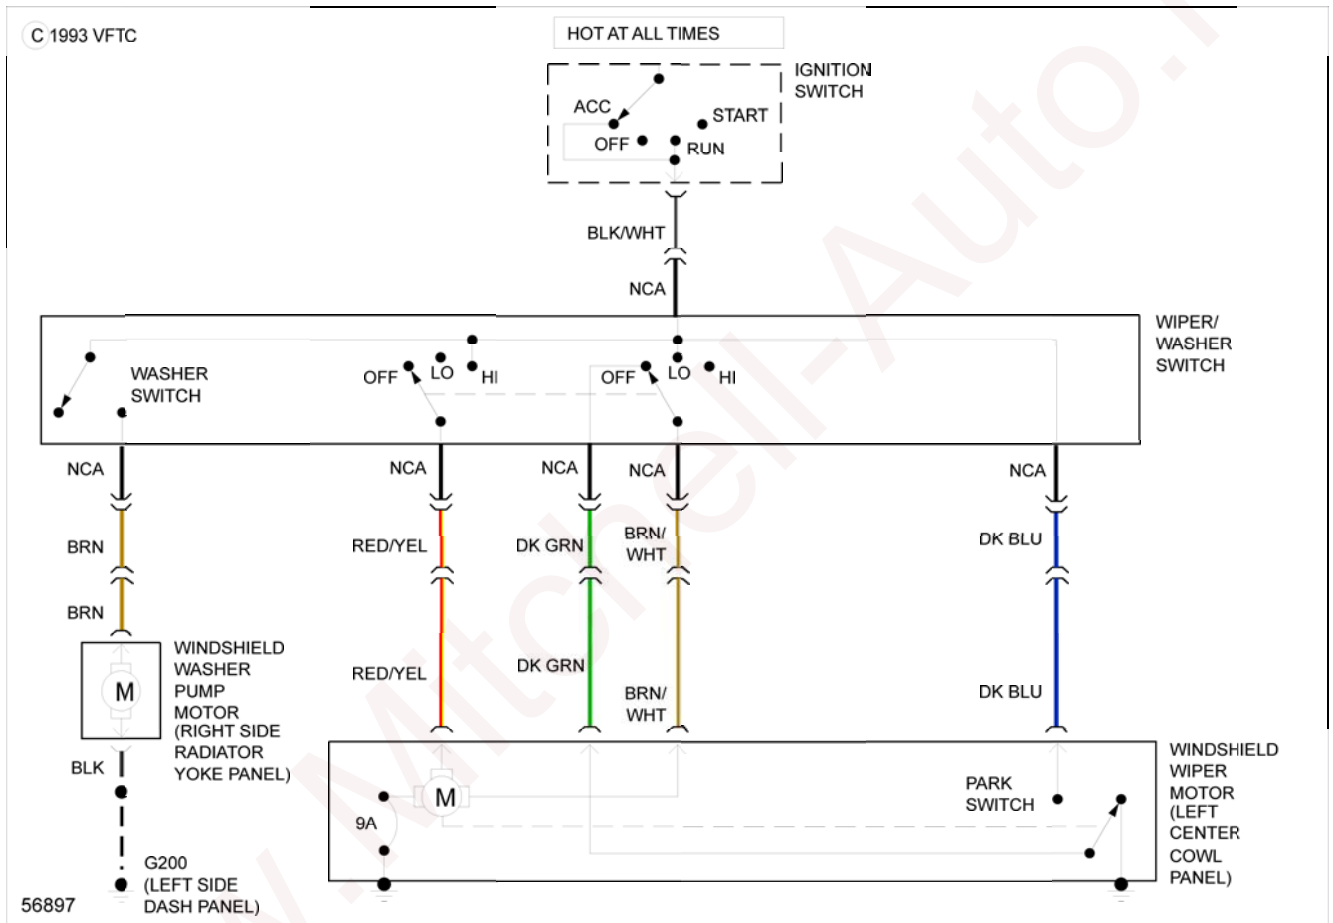 C 1993 VFTC
HOT AT ALL TIMES
IGNITION
SWITCH
ACC
START
OFF
RUN
BLK/WHT
NCA
WIPER/
WASHER
SWITCH
WASHER
SWITCH
OFF
LO
HI
OFF
LO
HI
NCA
NCA
NCA
NCA
NCA
BRN
RED/YEL
DK GRN
BRN/
WHT
DK BLU
BRN
RED/YEL
DK GRN
BRN/
WHT
DK BLU
M
WINDSHIELD
WASHER
PUMP
MOTOR
(RIGHT SIDE
RADIATOR
YOKE PANEL)
BLK
G200
(LEFT SIDE
DASH PANEL)
M
9A
PARK
SWITCH
WINDSHIELD
WIPER
MOTOR
(LEFT
CENTER
COWL
PANEL)
56897